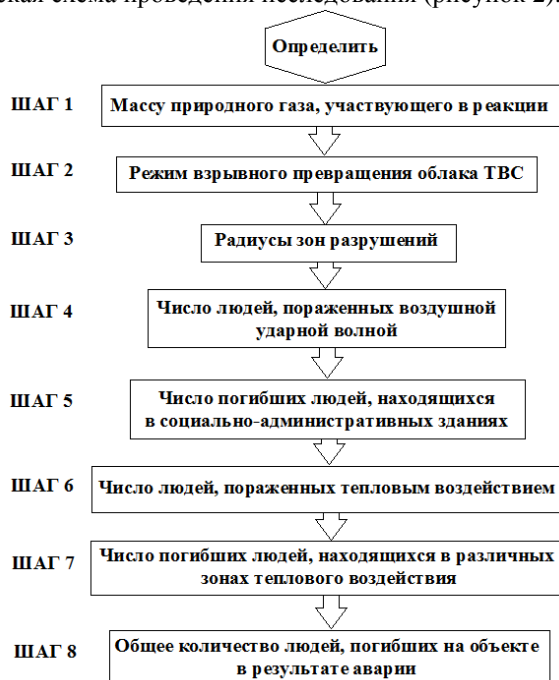 ская схема проведения исследования (рисунок 2).
Определить
ШАГ 1 Массу природного газа, участвующего в реакции
ШАГ 2 Режим взрывного превращения облака ТВС
ШАГ 3 Радиусы зон разрушений
ШАГ 4 Число людей, пораженных воздушной
ударной волной
ШАГ 5 Число погибших людей, находящихся
в социально-административных зданиях
ШАГ 6 Число людей, пораженных тепловым воздействием
ШАГ 7 Число погибших людей, находящихся в различных
зонах теплового воздействия
ШАГ 8 Общее количество людей, погибших на объекте
в результате аварии